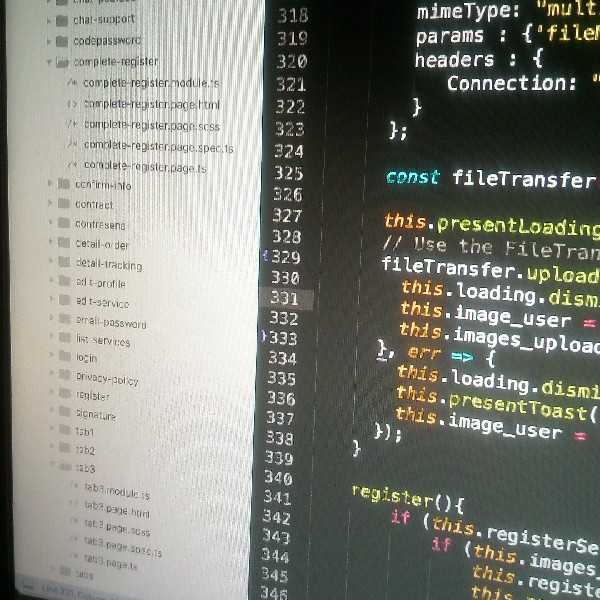 chat-support
codepassword
complete-register
complete-register.module.ts
complete-register.page.html
complete-register.page.scss
complete-register.page.spec.ts
complete-register.page.ts
confirm-info
contract
contrasena
detail-order
detail-tracking
edit-profile
edit-service
email-password
list-services
login
privacy-policy
register
signature
tab1
tab2
tab3
tab3.module.ts
tab3.page.html
tab3.page.scss
tab3.page.spec.ts
tab3.page.ts
tabs
318 mimeType: "mult
319 params : {'fileN
320 headers : {
321 Connection: "
322 }
323 };
324
325 const fileTransfer
326
327 this.presentLoading
328 // Use the FileTran
329 fileTransfer.upload
330 this.loading.dismi
331 this.image_user =
332 this.images_upload
333 }, err => {
334 this.loading.dismi
335 this.presentToast(
336 this.image_user =
337 });
338 }
339
340 register(){
341 if (this.registerSe
342 if (this.images_
343 this.registe
344
345
346